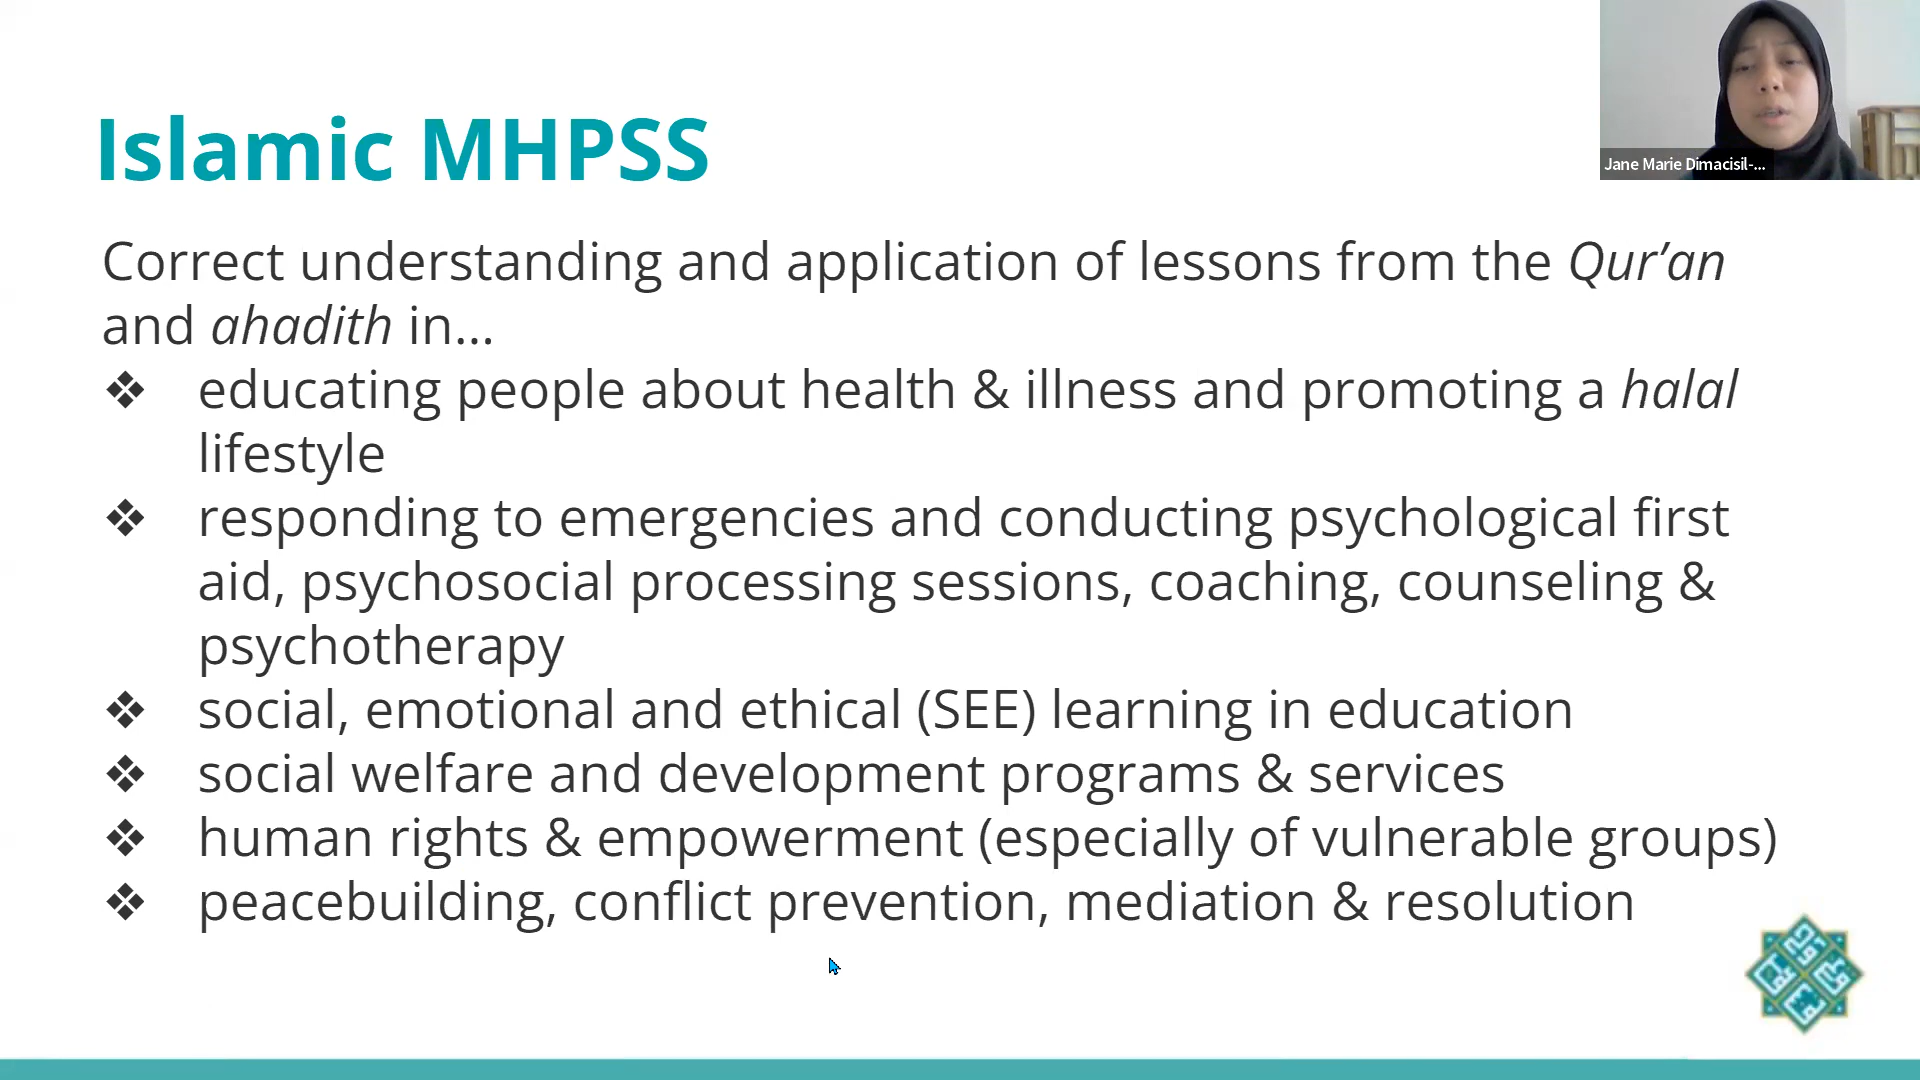 Islamic MHPSS
Jane Marie Dimacisil-...
Correct understanding and application of lessons from the Qur’an
and ahadith in...
❖ educating people about health & illness and promoting a halal
lifestyle
❖ responding to emergencies and conducting psychological first
aid, psychosocial processing sessions, coaching, counseling &
psychotherapy
❖ social, emotional and ethical (SEE) learning in education
❖ social welfare and development programs & services
❖ human rights & empowerment (especially of vulnerable groups)
❖ peacebuilding, conflict prevention, mediation & resolution